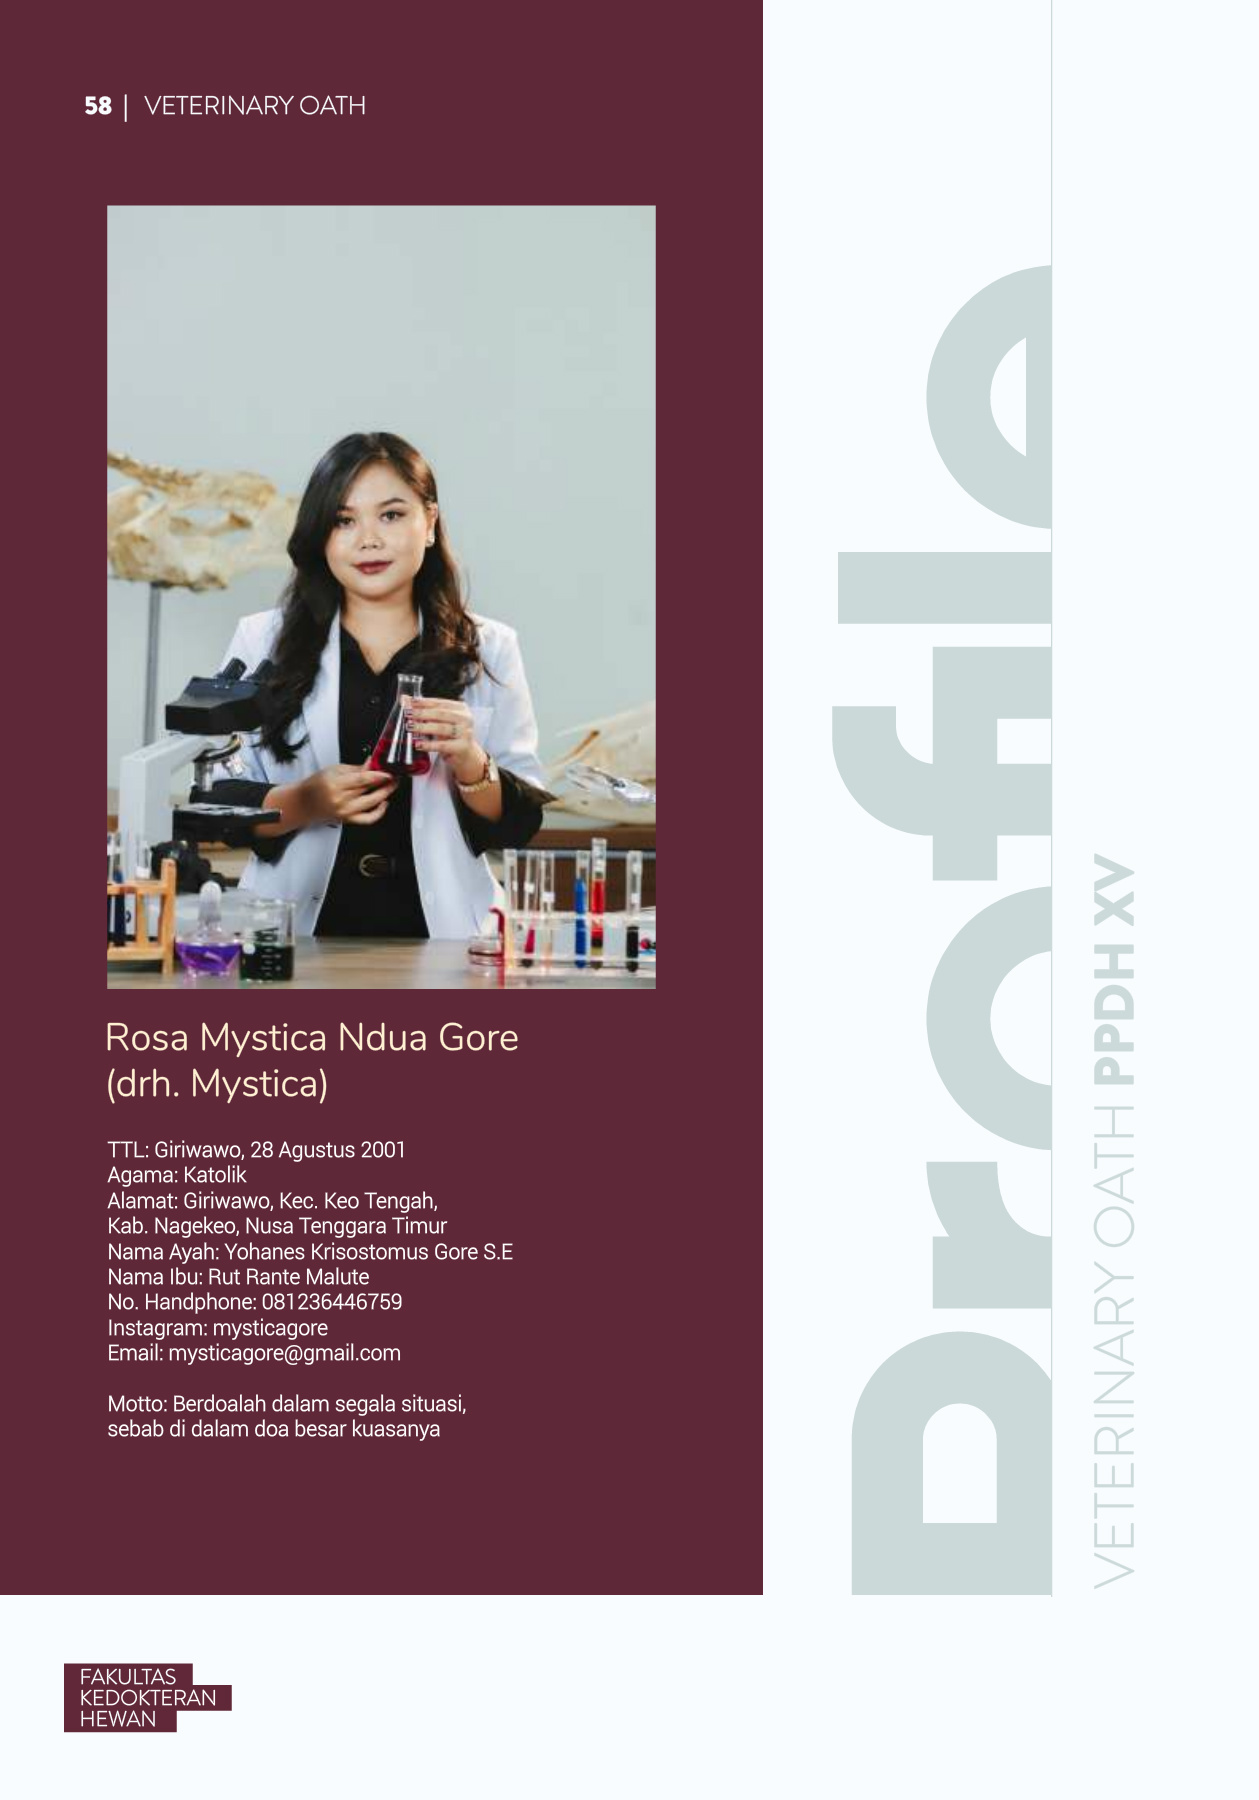 58 | VETERINARY OATH
Rosa Mystica Ndua Gore
(drh. Mystica)
TTL: Giriwawo, 28 Agustus 2001
Agama: Katolik
Alamat: Giriwawo, Kec. Keo Tengah,
Kab. Nagekeo, Nusa Tenggara Timur
Nama Ayah: Yohanes Krisostomus Gore S.E
Nama Ibu: Rut Rante Malute
No. Handphone: 081236446759
Instagram: mysticagore
Email: mysticagore@gmail.com
Motto: Berdoalah dalam segala situasi,
sebab di dalam doa besar kuasanya
Profile
VETERINARY OATH PPDH XV
FAKULTAS
KEDOKTERAN
HEWAN